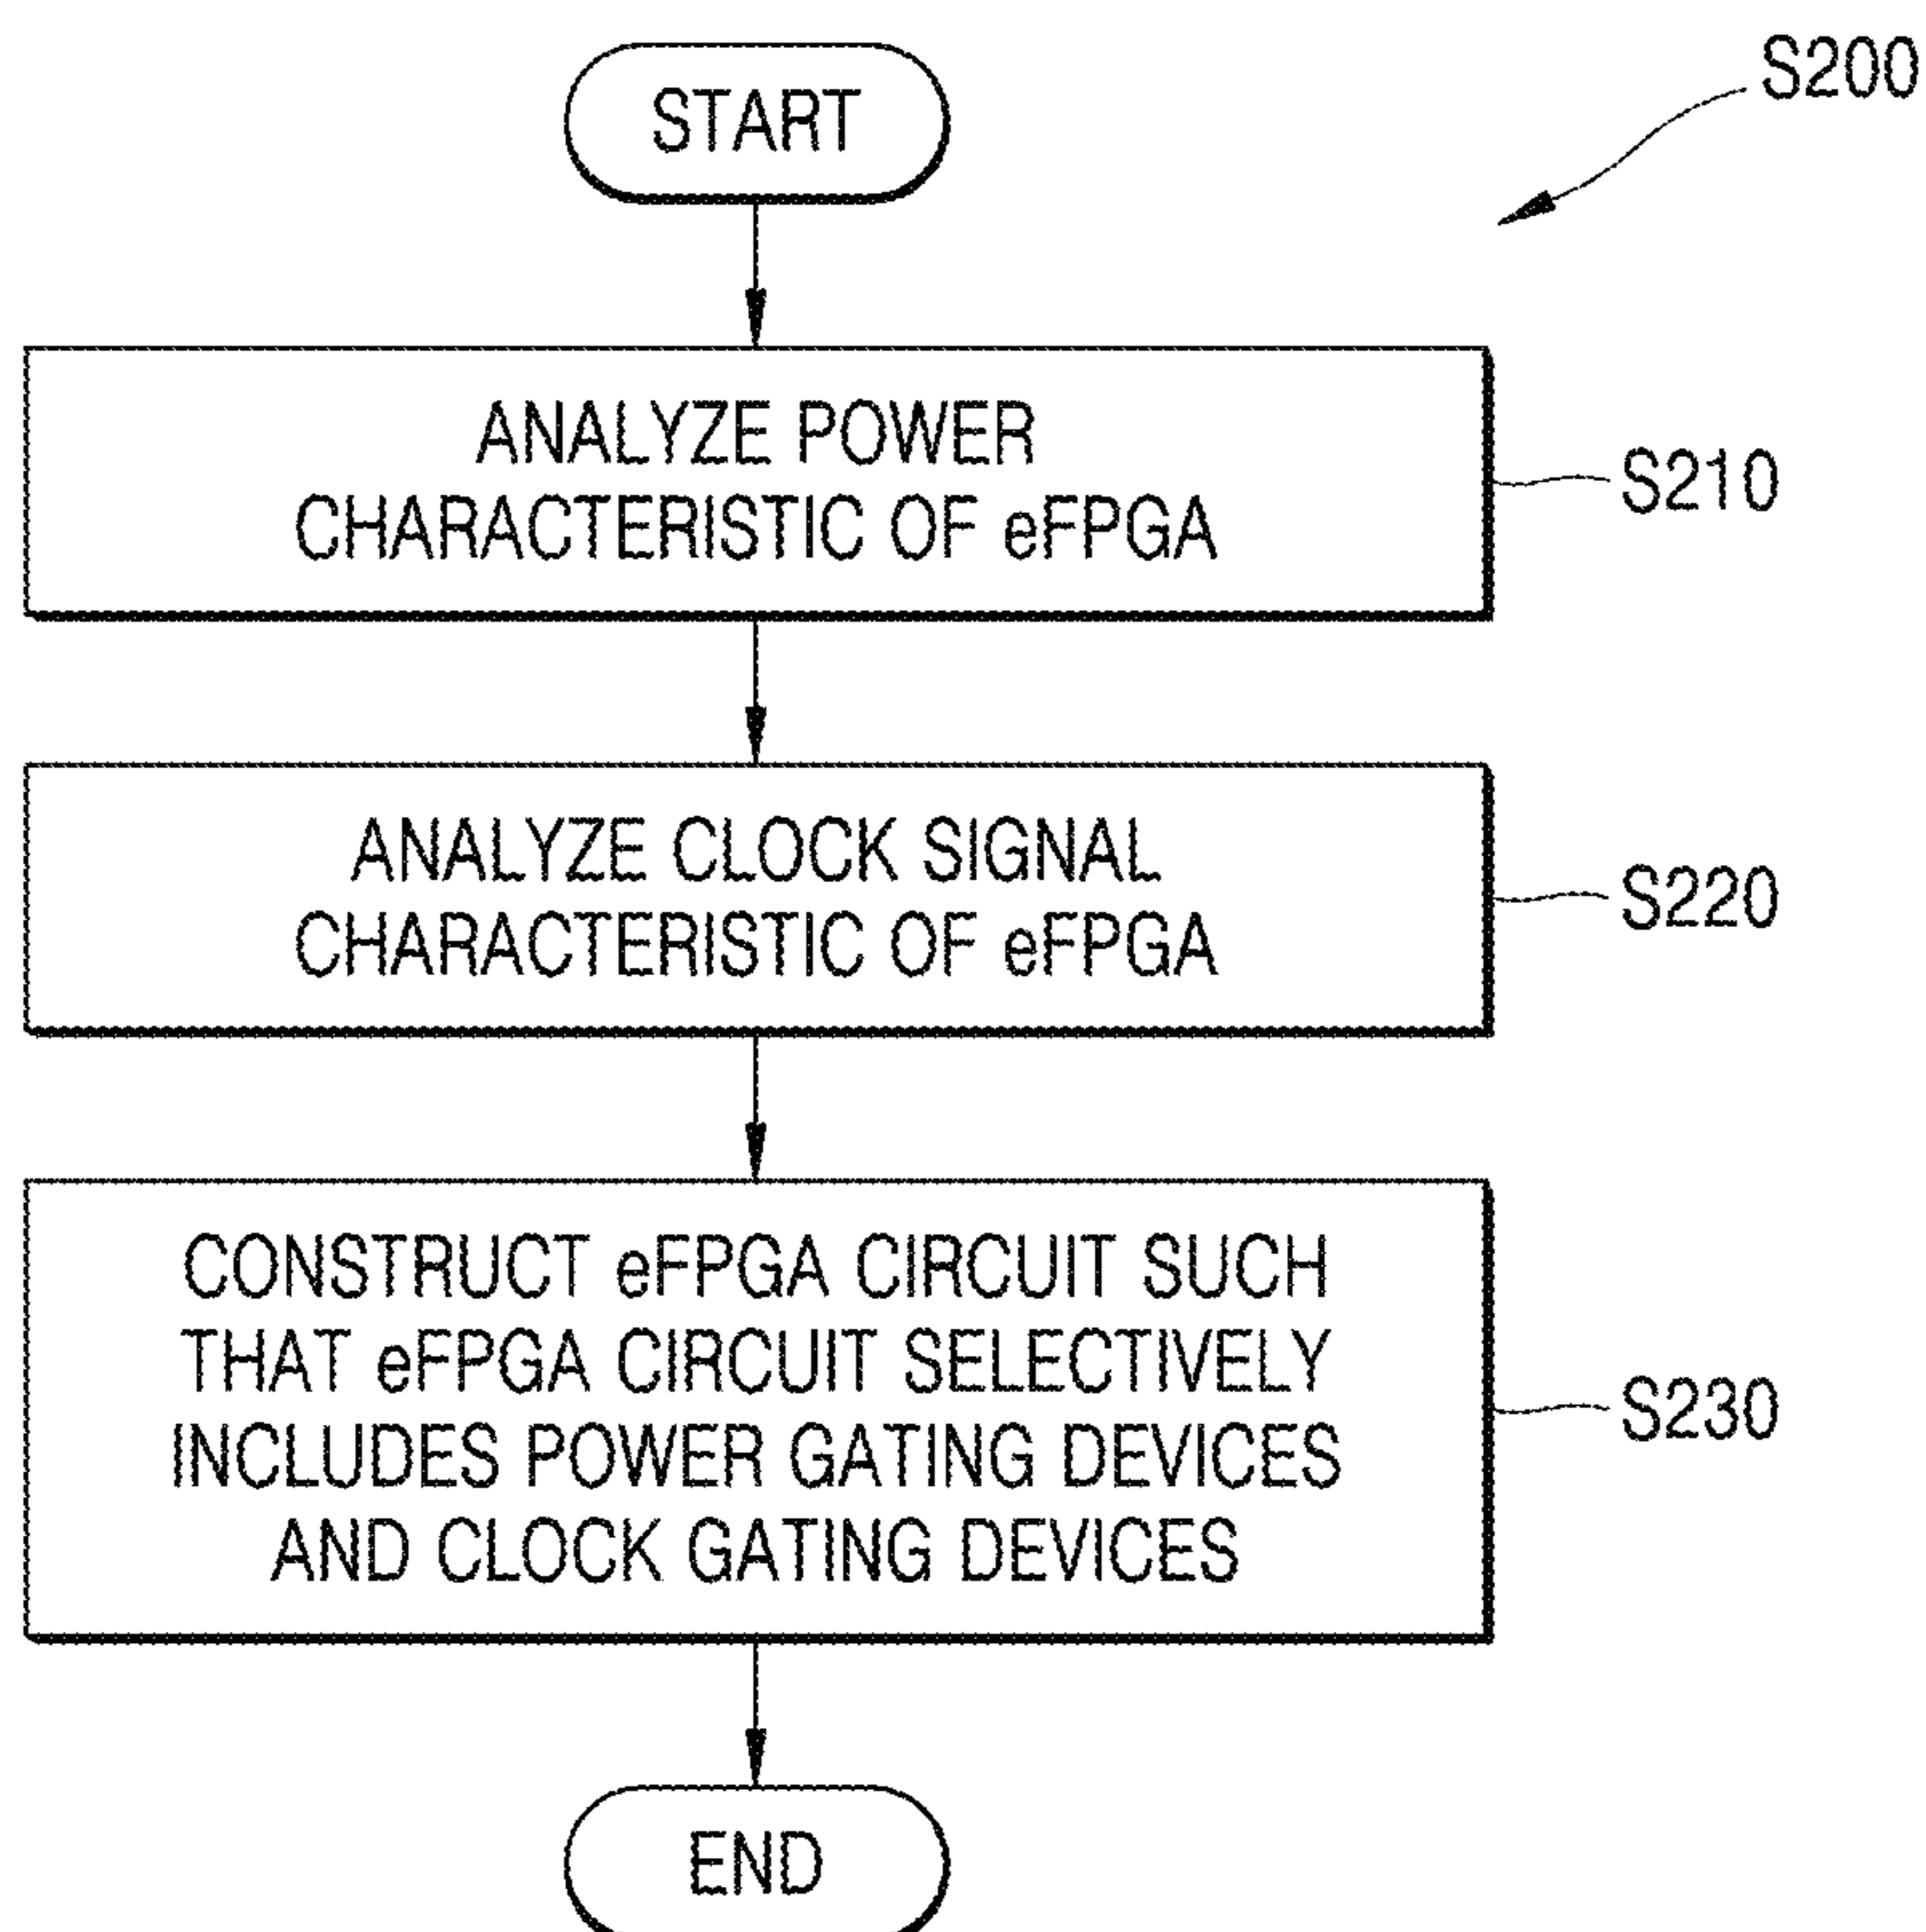 S200
START
ANALYZE POWER
CHARACTERISTIC OF eFPGA
S210
ANALYZE CLOCK SIGNAL
CHARACTERISTIC OF eFPGA
S220
CONSTRUCT eFPGA CIRCUIT SUCH
THAT eFPGA CIRCUIT SELECTIVELY
INCLUDES POWER GATING DEVICES
AND CLOCK GATING DEVICES
S230
END